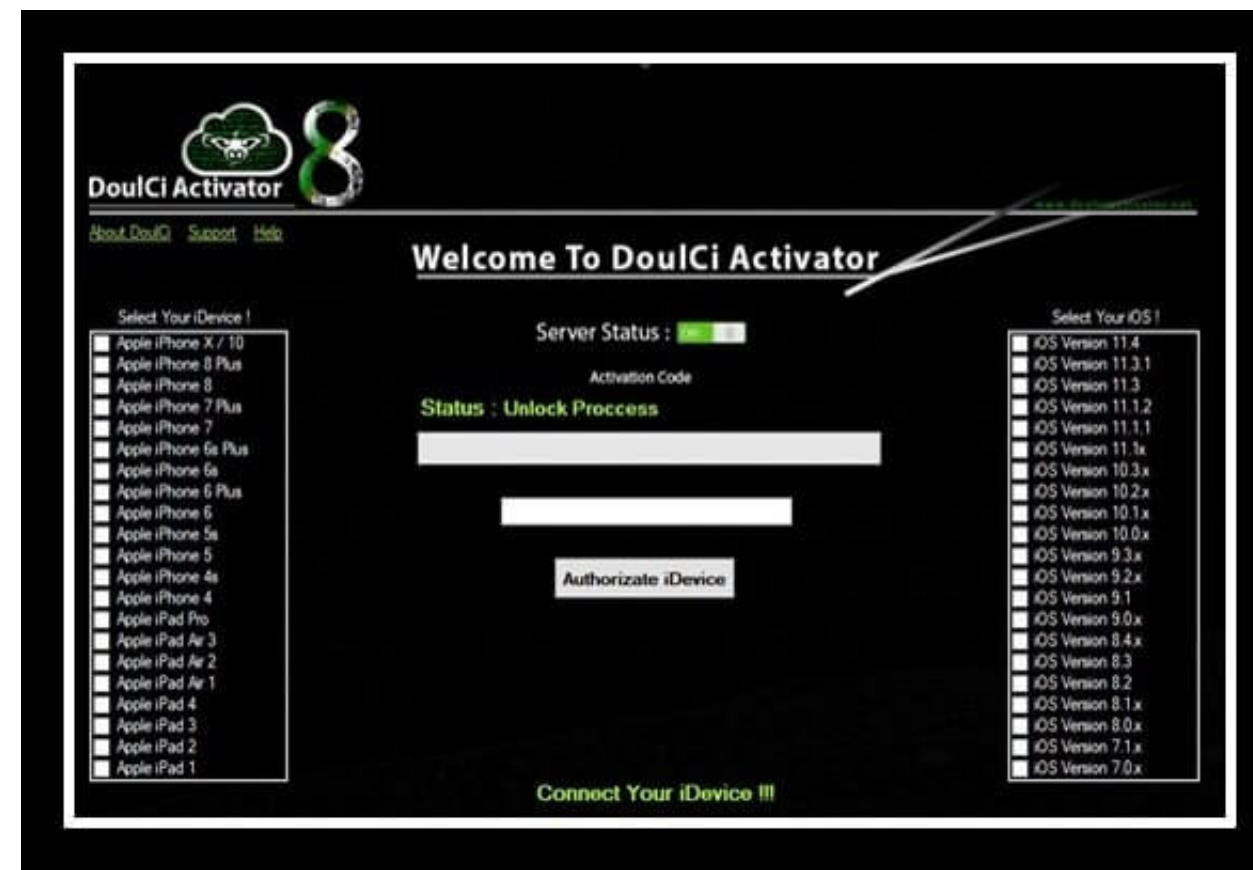 DoulCi Activator 8
About DoulCi Support Help
Welcome To DoulCi Activator
Select Your iDevice !
Apple iPhone X / 10
Apple iPhone 8 Plus
Apple iPhone 8
Apple iPhone 7 Plus
Apple iPhone 7
Apple iPhone 6s Plus
Apple iPhone 6s
Apple iPhone 6 Plus
Apple iPhone 6
Apple iPhone 5s
Apple iPhone 5
Apple iPhone 4s
Apple iPhone 4
Apple iPad Pro
Apple iPad Air 3
Apple iPad Air 2
Apple iPad Air 1
Apple iPad 4
Apple iPad 3
Apple iPad 2
Apple iPad 1
Server Status :
Activation Code
Status : Unlock Proccess
Authorizate iDevice
Connect Your iDevice !!!
Select Your iOS !
iOS Version 11.4
iOS Version 11.3.1
iOS Version 11.3
iOS Version 11.1.2
iOS Version 11.1.1
iOS Version 11.1x
iOS Version 10.3.x
iOS Version 10.2.x
iOS Version 10.1.x
iOS Version 10.0.x
iOS Version 9.3.x
iOS Version 9.2.x
iOS Version 9.1
iOS Version 9.0.x
iOS Version 8.4.x
iOS Version 8.3
iOS Version 8.2
iOS Version 8.1.x
iOS Version 8.0.x
iOS Version 7.1.x
iOS Version 7.0.x